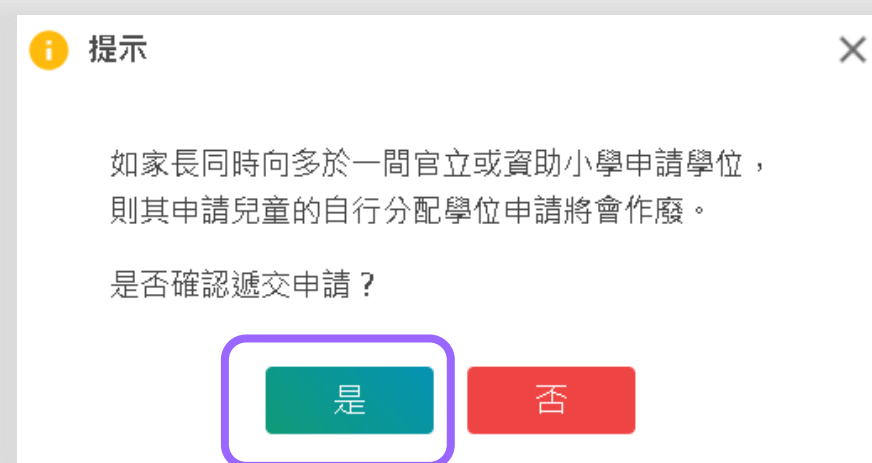 提示
如家長同時向多於一間官立或資助小學申請學位，
則其申請兒童的自行分配學位申請將會作廢。
是否確認遞交申請？
是
否